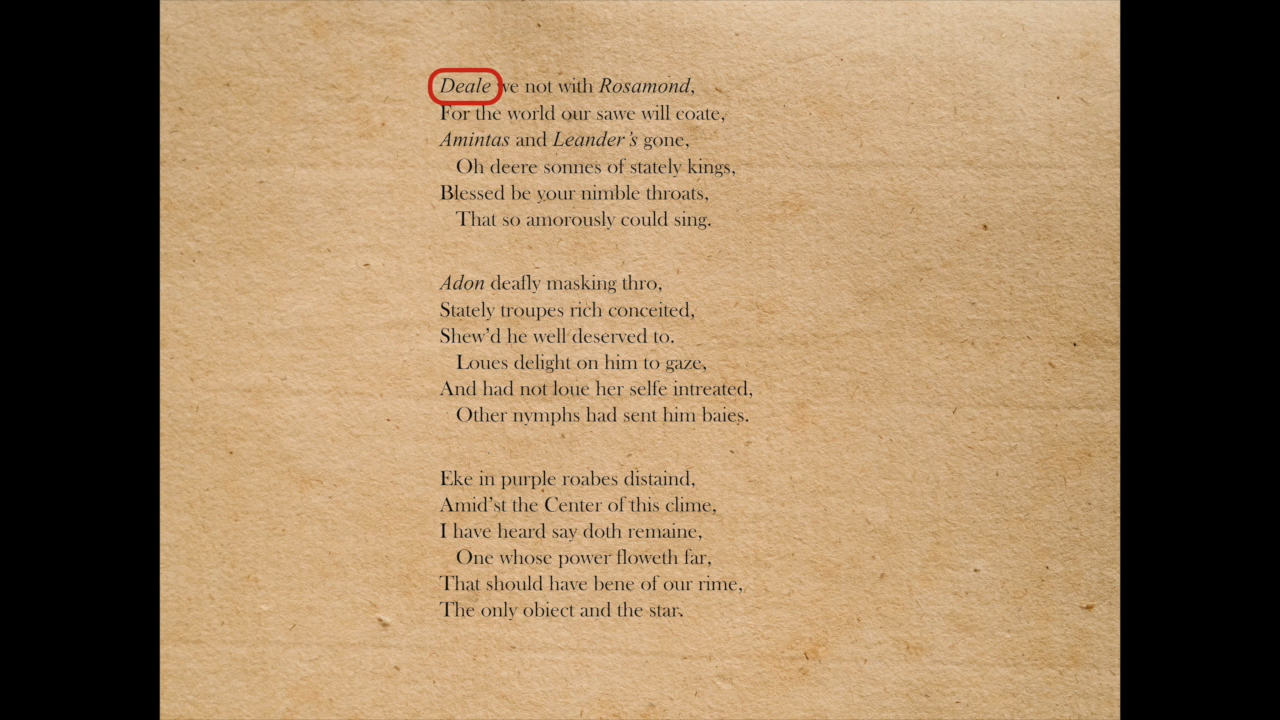 Deale we not with Rosamond,
For the world our sawe will coate,
Amintas and Leander's gone,
Oh deere sonnes of stately kings,
Blessed be your nimble throats,
That so amorously could sing.
Adon deafly masking thro,
Stately troupes rich conceited,
Shew'd he well deserved to.
Loues delight on him to gaze,
And had not loue her selfe intreated,
Other nymphs had sent him baies.
Eke in purple roabes distaind,
Amid'st the Center of this clime,
I have heard say doth remaine,
One whose power floweth far,
That should have bene of our rime,
The only obiect and the star.